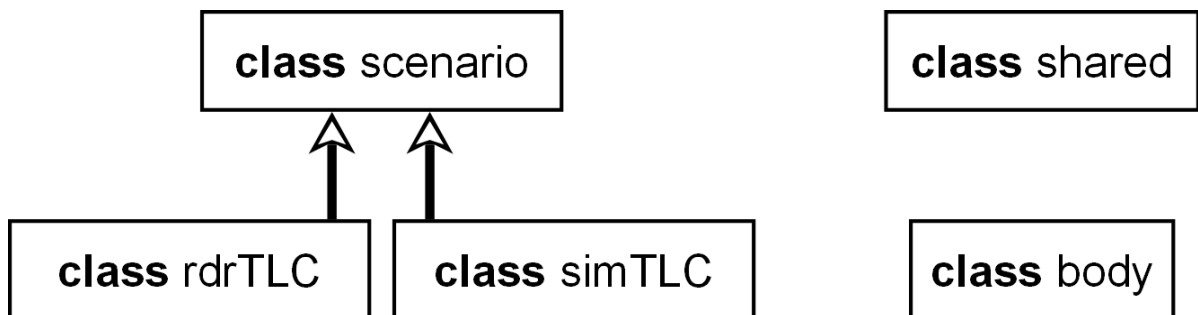 class scenario
class shared
class rdrTLC
class simTLC
class body